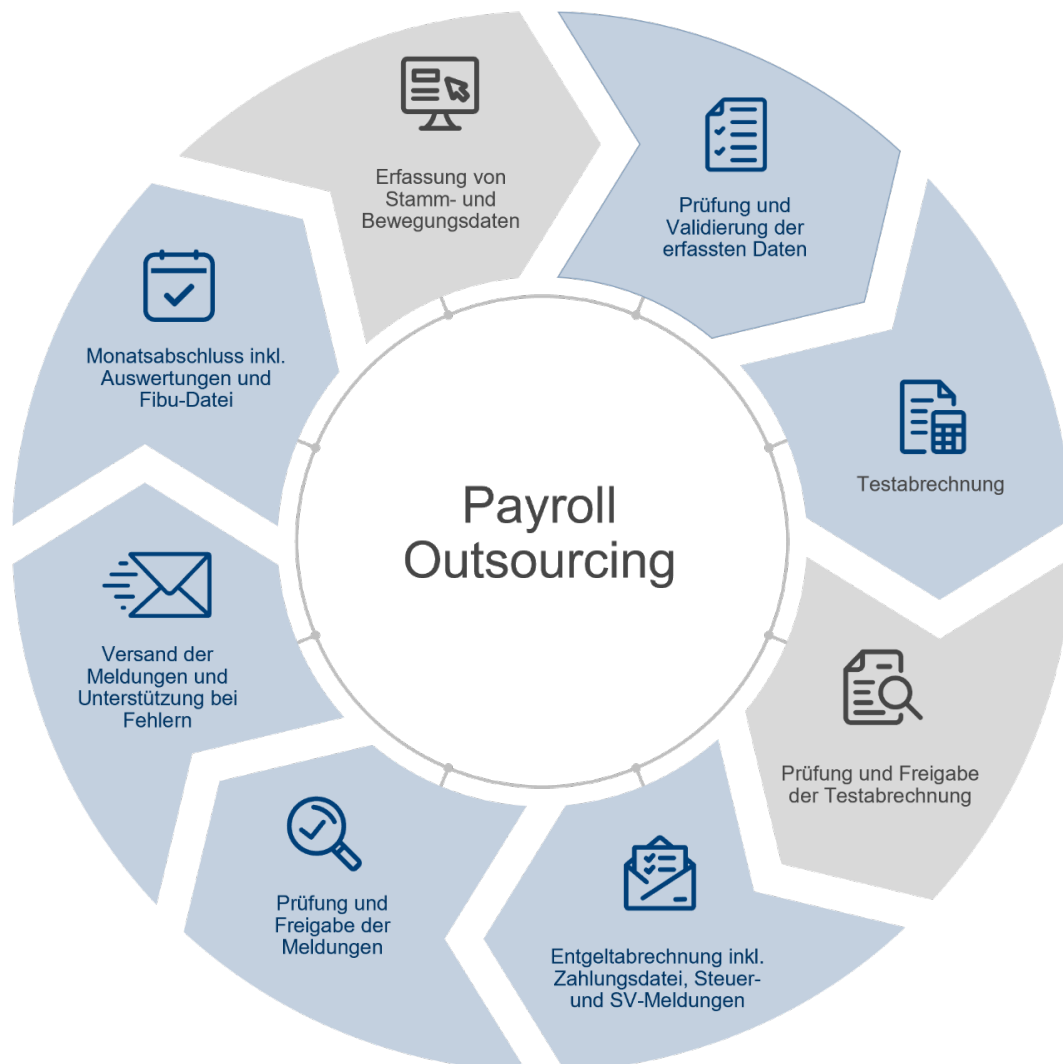 Erfassung von
Stamm- und
Bewegungsdaten
Prüfung und
Validierung der
erfassten Daten
Testabrechnung
Prüfung und Freigabe
der Testabrechnung
Entgeltabrechnung inkl.
Zahlungsdatei, Steuer-
und SV-Meldungen
Prüfung und
Freigabe der
Meldungen
Versand der
Meldungen und
Unterstützung bei
Fehlern
Monatsabschluss inkl.
Auswertungen und
Fibu-Datei
Payroll
Outsourcing